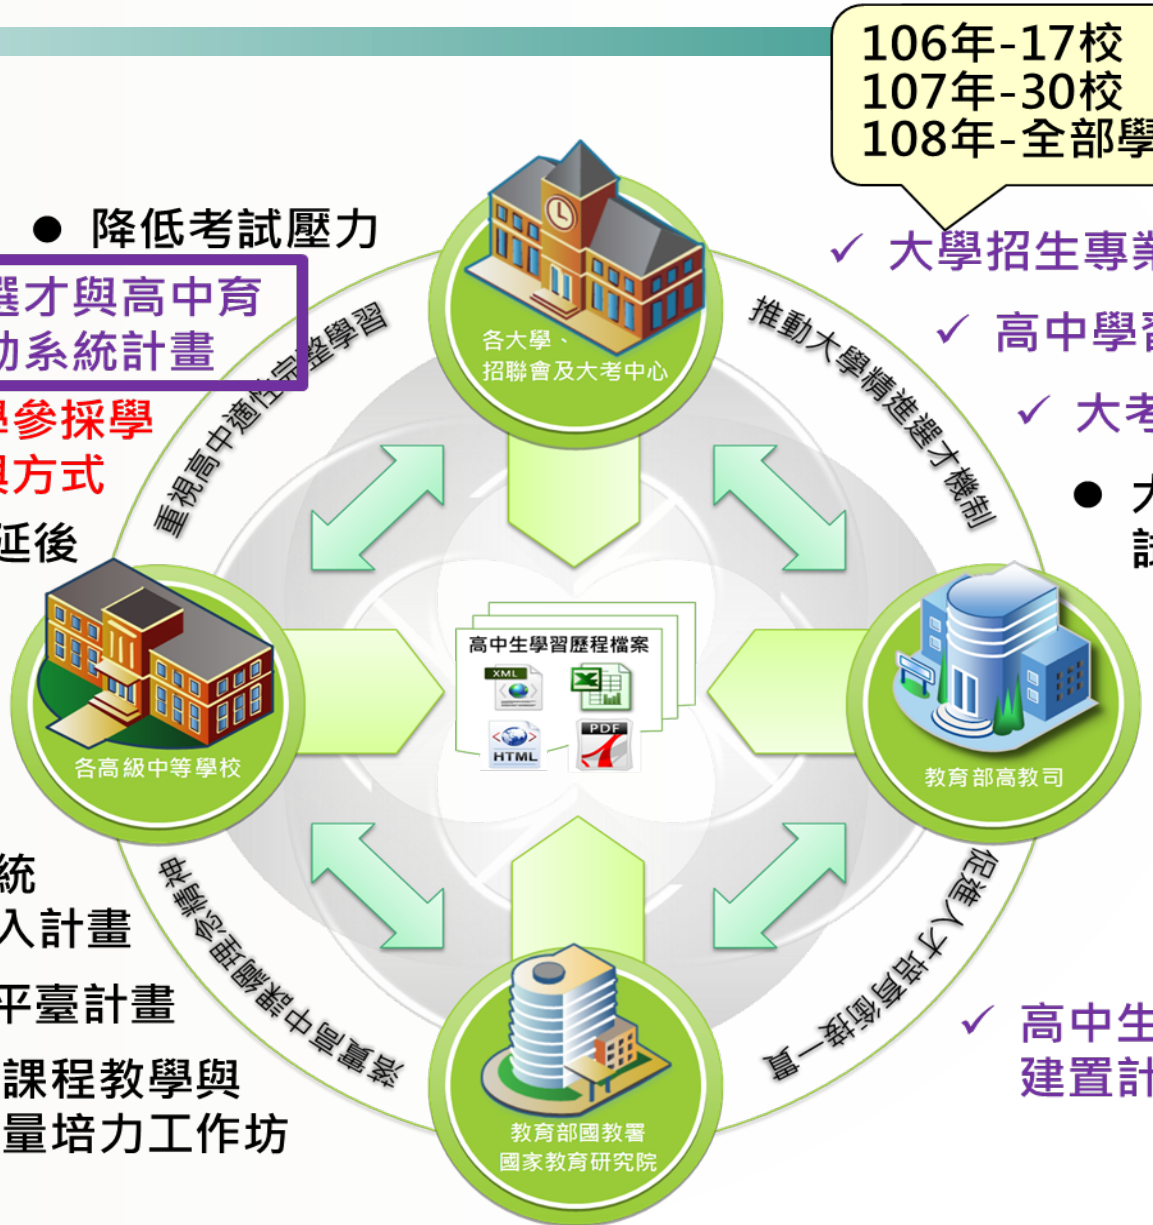 106年-17校
107年-30校
108年-全部學
● 降低考試壓力
選才與高中育
動系統計畫
學參採學
與方式
延後
✓ 大學招生專業
✓ 高中學習
✓ 大考
● 大
試
重視高中適性完整學習
推動大學精進選才機制
各大學、
招聯會及大考中心
高中生學習歷程檔案
XML
HTML
PDF
各高級中等學校
教育部高教司
統
入計畫
平臺計畫
課程教學與
量培力工作坊
落實高中課綱理念精神
促進人才培育銜接一貫
✓ 高中生
建置計
教育部國教署
國家教育研究院